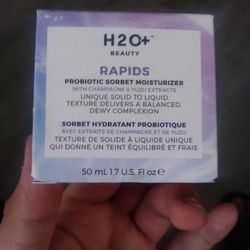 H2O+™
BEAUTY
RAPIDS
PROBIOTIC SORBET MOISTURIZER
WITH CHAMPAGNE & YUZU EXTRACTS
UNIQUE SOLID TO LIQUID
TEXTURE DELIVERS A BALANCED,
DEWY COMPLEXION
SORBET HYDRATANT PROBIOTIQUE
AVEC EXTRAITS DE CHAMPAGNE ET DE YUZU
TEXTURE DE SOLIDE À LIQUIDE UNIQUE
QUI DONNE UN TEINT ÉQUILIBRÉ ET FRAIS
50 mL 1.7 U.S. Fl oz ℮